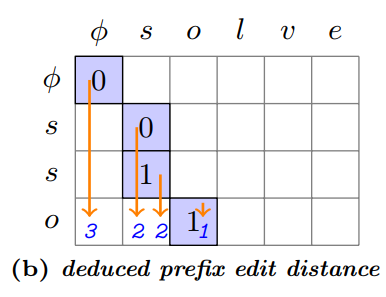 ϕ s o l v e
ϕ 0
s 0
s 1
o 3 2 2 1 1
(b) deduced prefix edit distance